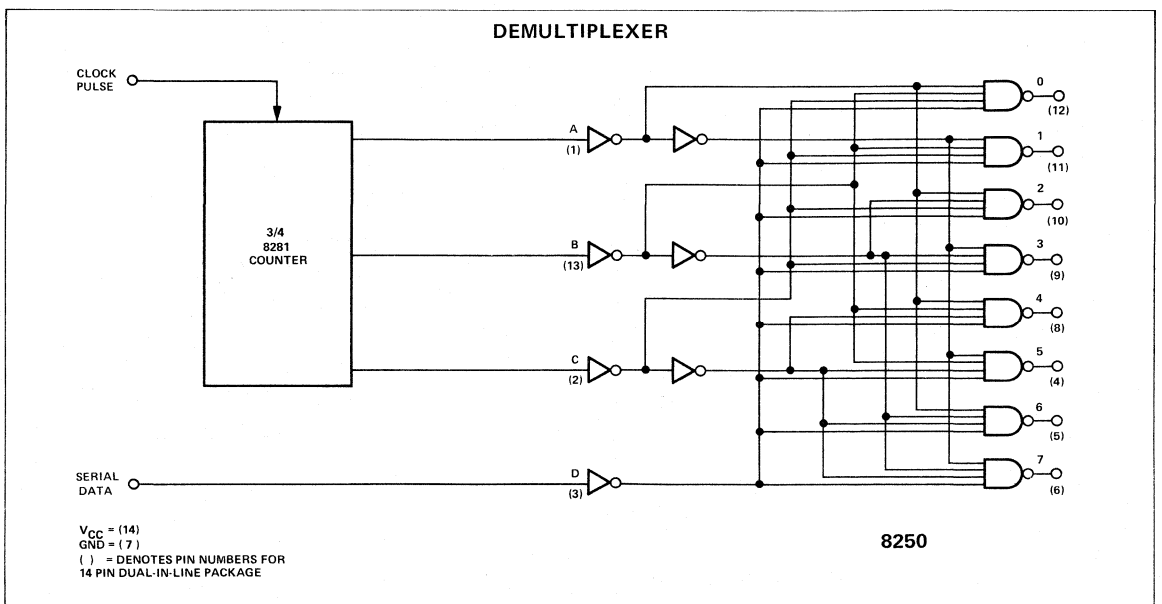 DEMULTIPLEXER
CLOCK
PULSE
3/4
8281
COUNTER
A
(1)
B
(13)
C
(2)
SERIAL
DATA
D
(3)
0
(12)
1
(11)
2
(10)
3
(9)
4
(8)
5
(4)
6
(5)
7
(6)
VCC = (14)
GND = ( 7 )
( ) = DENOTES PIN NUMBERS FOR
14 PIN DUAL-IN-LINE PACKAGE
8250